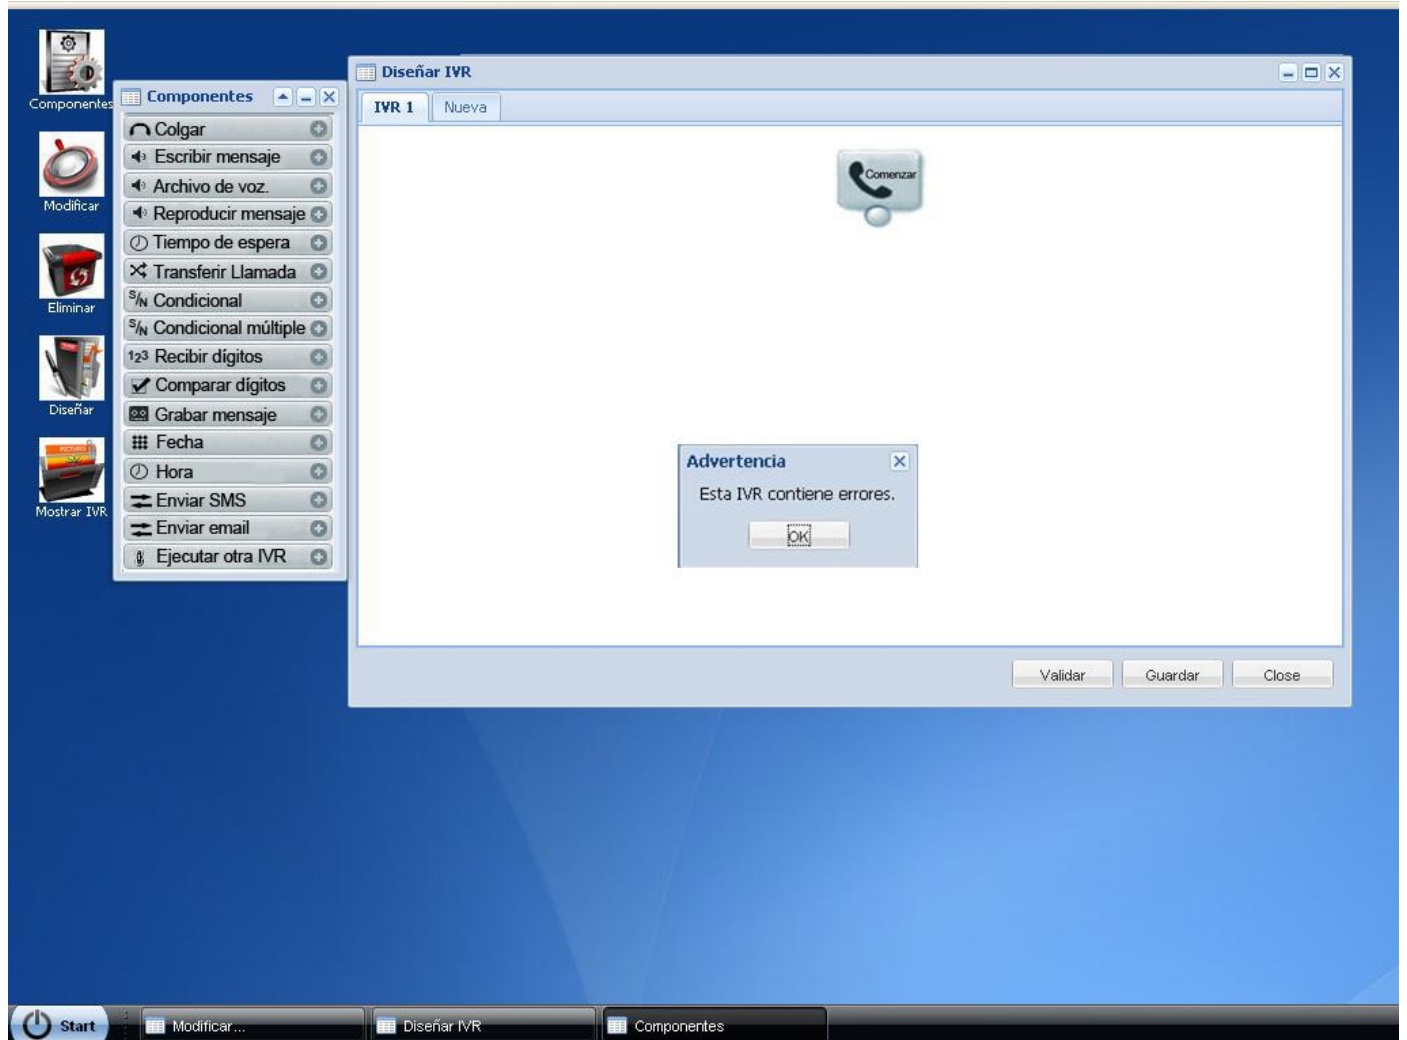 Componentes
Modificar
Eliminar
Diseñar
Mostrar IVR
Componentes
Colgar
Escribir mensaje
Archivo de voz.
Reproducir mensaje
Tiempo de espera
Transferir Llamada
S/N Condicional
S/N Condicional múltiple
123 Recibir dígitos
Comparar dígitos
Grabar mensaje
Fecha
Hora
Enviar SMS
Enviar email
Ejecutar otra IVR
Diseñar IVR
IVR 1 Nueva
Comenzar
Advertencia
Esta IVR contiene errores.
OK
Validar Guardar Close
Start Modificar... Diseñar IVR Componentes